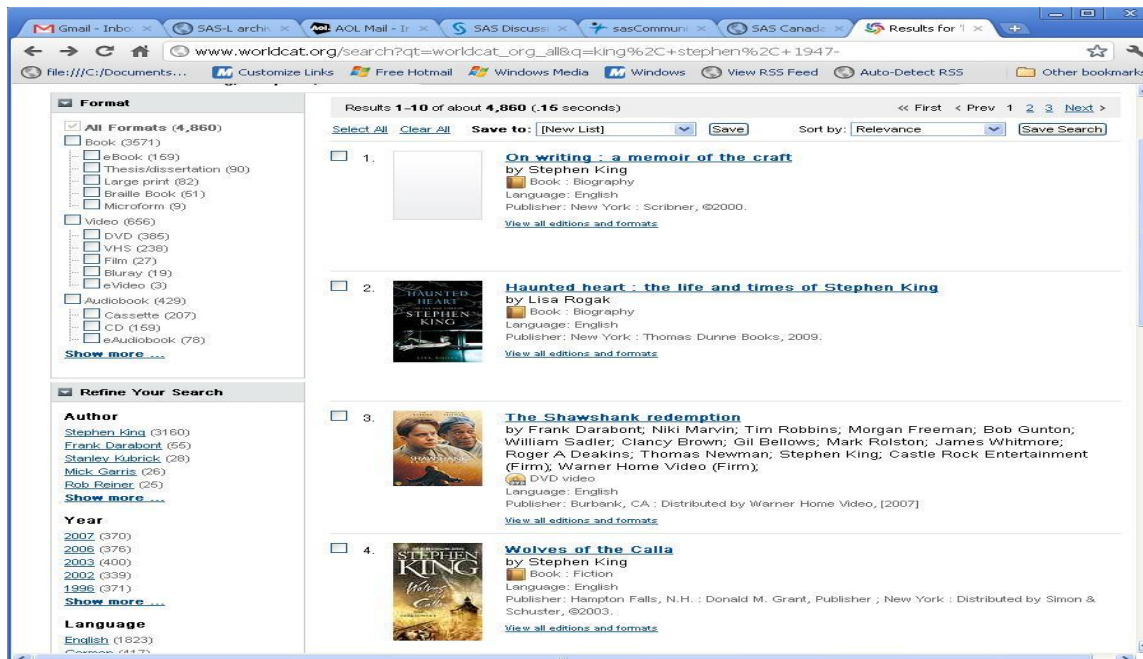 Gmail - Inbo
SAS-L archiv
AOL Mail - In
SAS Discussi
sasCommuni
SAS Canada
Results for '
www.worldcat.org/search?qt=worldcat_org_all&q=king%2C+stephen%2C+1947-
file:///C:/Documents...
Customize Links
Free Hotmail
Windows Media
Windows
View RSS Feed
Auto-Detect RSS
Other bookmark
Format
All Formats (4,860)
Book (3571)
eBook (159)
Thesis/dissertation (90)
Large print (82)
Braille Book (51)
Microform (9)
Video (656)
DVD (385)
VHS (238)
Film (27)
Bluray (19)
eVideo (3)
Audiobook (429)
Cassette (207)
CD (159)
eAudiobook (78)
Show more ...
Refine Your Search
Author
Stephen King (3160)
Frank Darabont (55)
Stanley Kubrick (28)
Mick Garris (26)
Rob Reiner (25)
Show more ...
Year
2007 (370)
2006 (376)
2003 (400)
2002 (339)
1996 (371)
Show more ...
Language
English (1823)
German (417)
Results 1-10 of about 4,860 (.15 seconds)
<< First < Prev 1 2 3 Next >
Select All Clear All Save to: [New List] Save Sort by: Relevance Save Search
1. On writing : a memoir of the craft
by Stephen King
Book : Biography
Language: English
Publisher: New York : Scribner, ©2000.
View all editions and formats
HAUNTED
HEART
STEPHEN
KING
2. Haunted heart : the life and times of Stephen King
by Lisa Rogak
Book : Biography
Language: English
Publisher: New York : Thomas Dunne Books, 2009.
View all editions and formats
3. The Shawshank redemption
by Frank Darabont; Niki Marvin; Tim Robbins; Morgan Freeman; Bob Gunton;
William Sadler; Clancy Brown; Gil Bellows; Mark Rolston; James Whitmore;
Roger A Deakins; Thomas Newman; Stephen King; Castle Rock Entertainment
(Firm); Warner Home Video (Firm);
DVD video
Language: English
Publisher: Burbank, CA : Distributed by Warner Home Video, [2007]
View all editions and formats
STEPHEN
KING
Wolves
Calla
4. Wolves of the Calla
by Stephen King
Book : Fiction
Language: English
Publisher: Hampton Falls, N.H. : Donald M. Grant, Publisher ; New York : Distributed by Simon &
Schuster, ©2003.
View all editions and formats